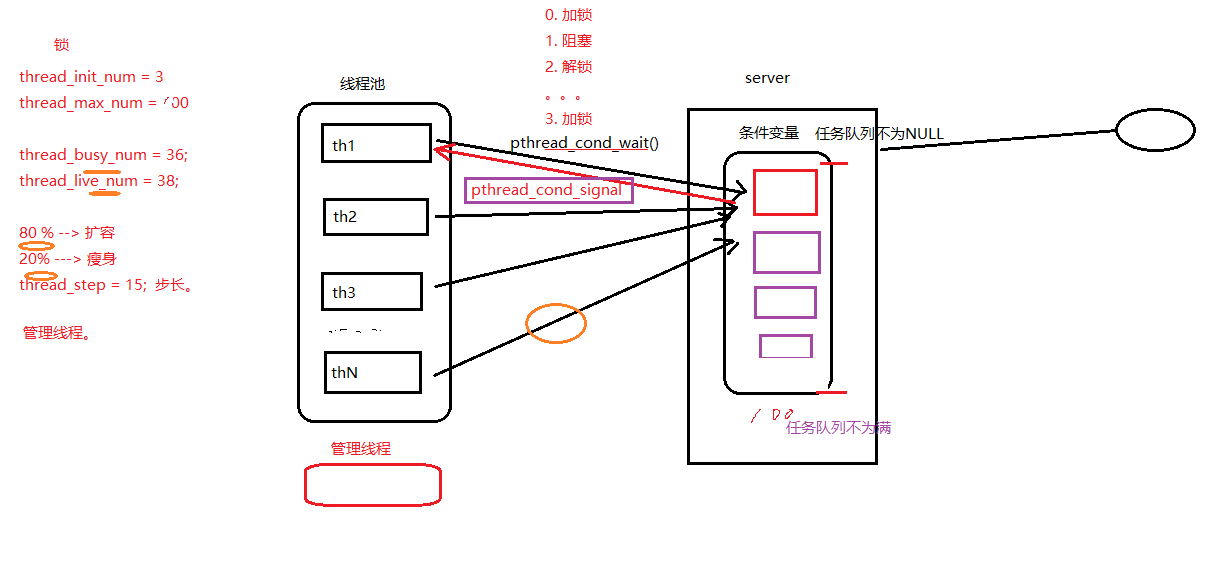 锁
thread_init_num = 3
thread_max_num = 100
thread_busy_num = 36;
thread_live_num = 38;
80 % --> 扩容
20% ---> 瘦身
thread_step = 15; 步长。
管理线程。
线程池
th1
th2
th3
thN
管理线程
0. 加锁
1. 阻塞
2. 解锁
。。。
3. 加锁
pthread_cond_wait()
pthread_cond_signal
server
条件变量 任务队列不为NULL
100
任务队列不为满